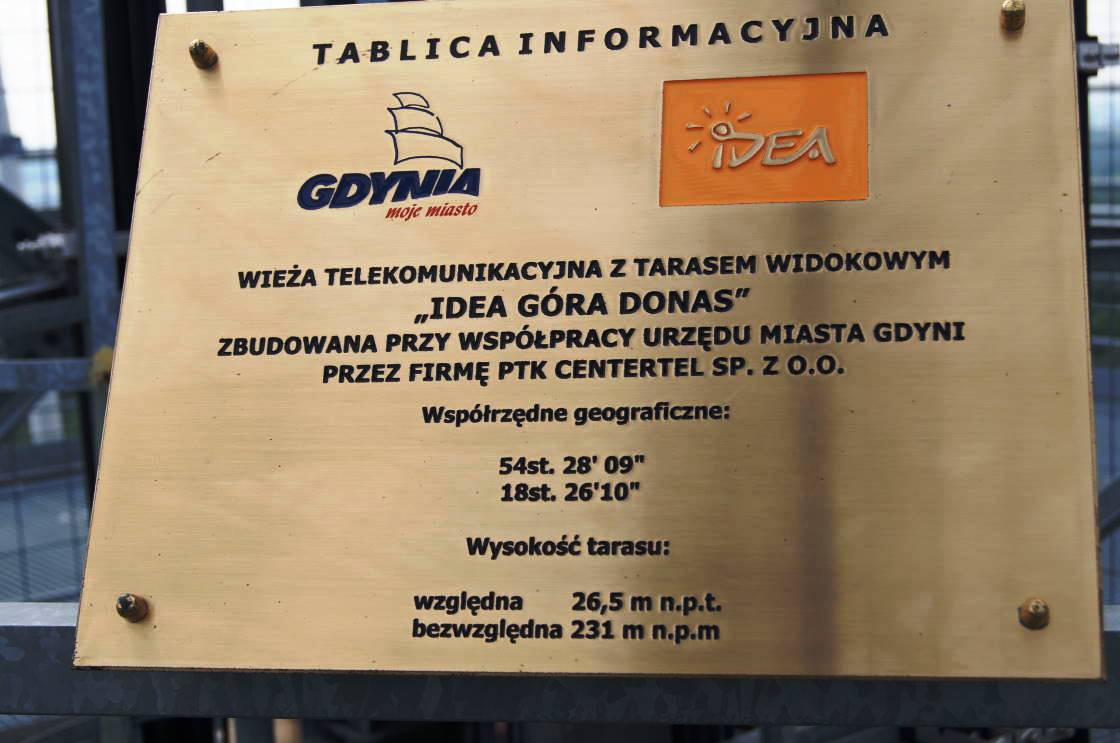 TABLICA INFORMACYJNA
GDYNIA
moje miasto
iDEA
WIEŻA TELEKOMUNIKACYJNA Z TARASEM WIDOKOWYM
„IDEA GÓRA DONAS”
ZBUDOWANA PRZY WSPÓŁPRACY URZĘDU MIASTA GDYNI
PRZEZ FIRMĘ PTK CENTERTEL SP. Z O.O.
Współrzędne geograficzne:
54st. 28' 09"
18st. 26'10"
Wysokość tarasu:
względna 26,5 m n.p.t.
bezwzględna 231 m n.p.m